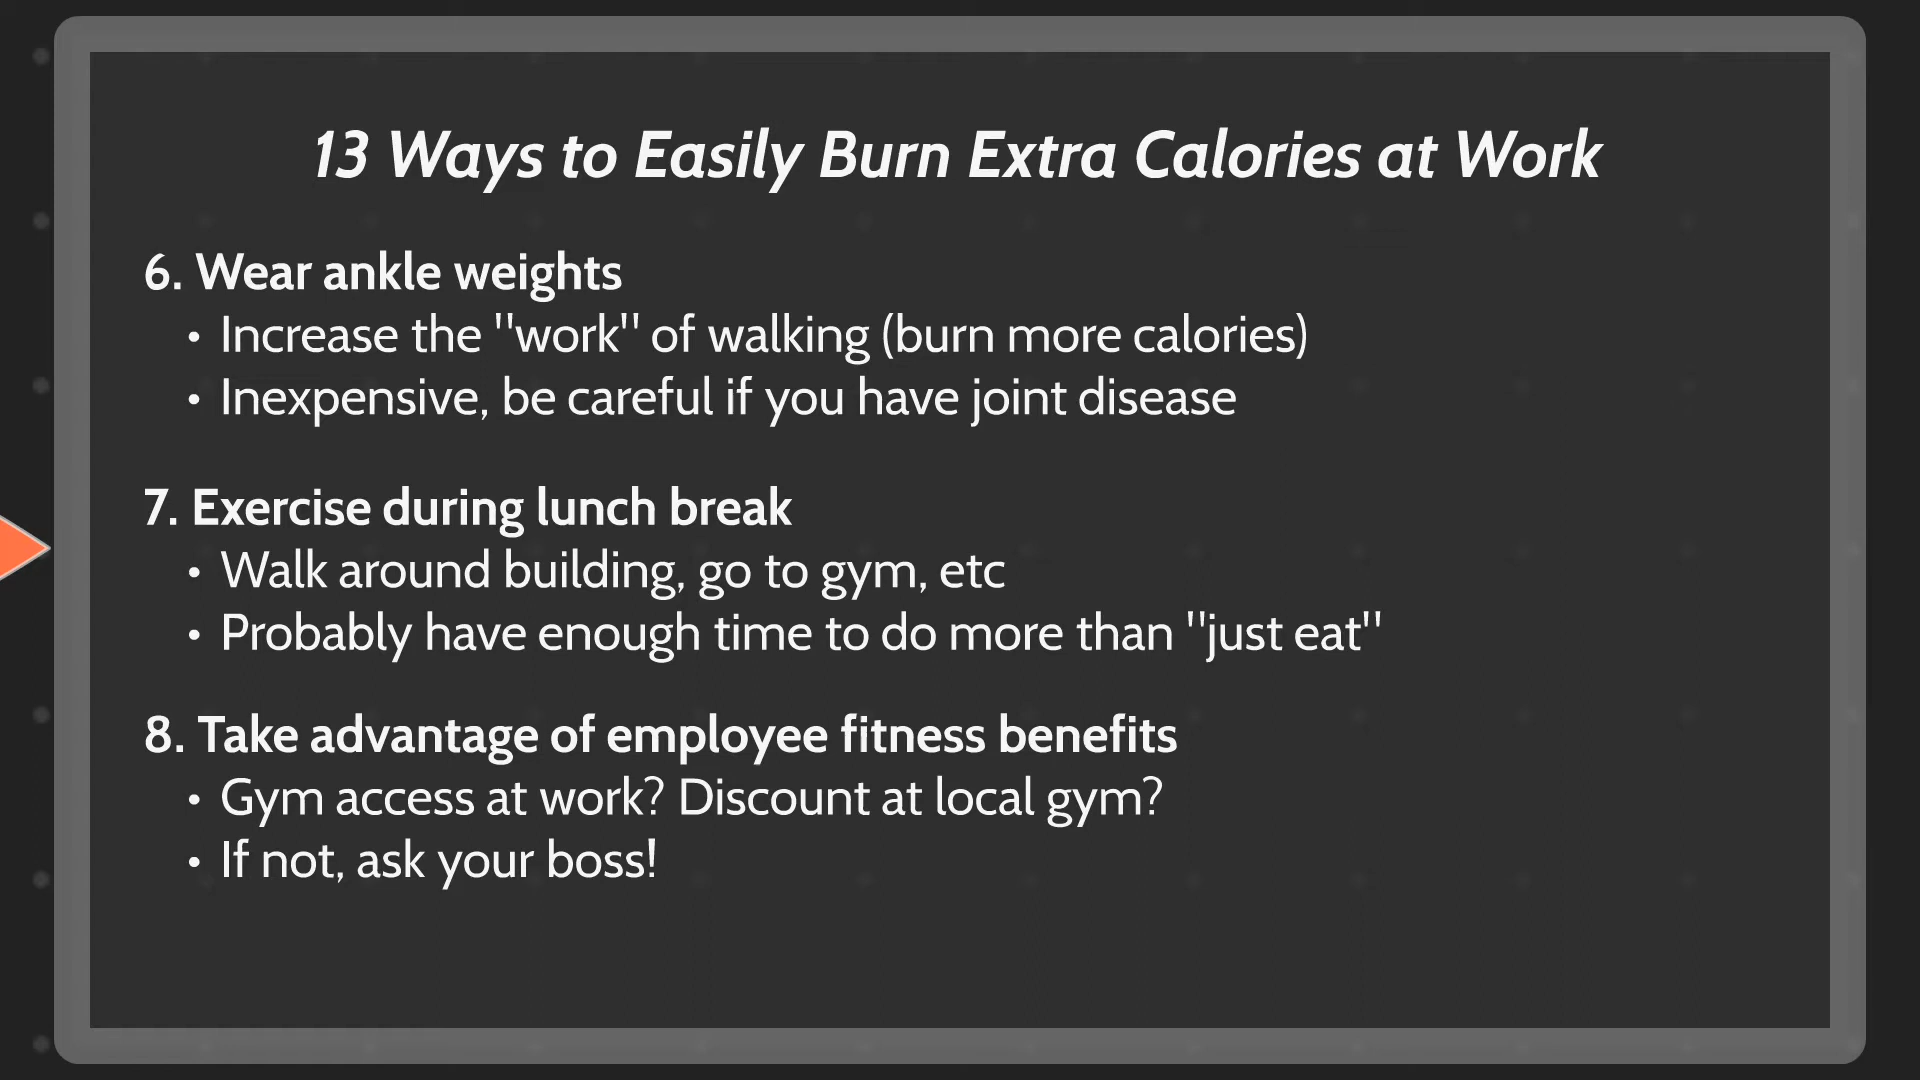 13 Ways to Easily Burn Extra Calories at Work
6. Wear ankle weights
• Increase the "work" of walking (burn more calories)
• Inexpensive, be careful if you have joint disease
7. Exercise during lunch break
• Walk around building, go to gym, etc
• Probably have enough time to do more than "just eat"
8. Take advantage of employee fitness benefits
• Gym access at work? Discount at local gym?
• If not, ask your boss!